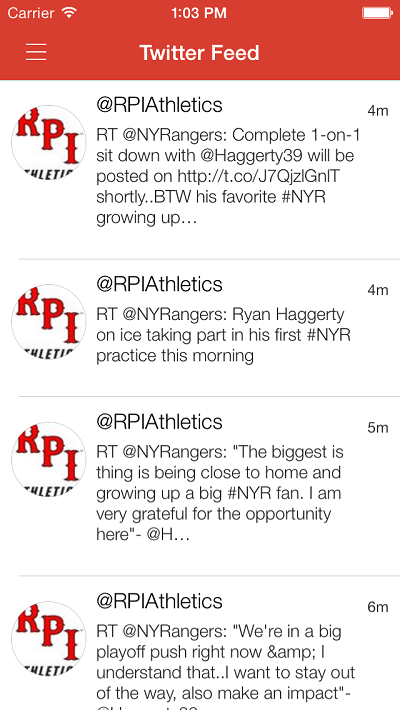 Carrier 1:03 PM
Twitter Feed
RPI
@RPIAthletics 4m
RT @NYRangers: Complete 1-on-1
sit down with @Haggerty39 will be
posted on http://t.co/J7QjzlGnlT
shortly..BTW his favorite #NYR
growing up…
RPI
@RPIAthletics 4m
RT @NYRangers: Ryan Haggerty
on ice taking part in his first #NYR
practice this morning
RPI
@RPIAthletics 5m
RT @NYRangers: "The biggest is
thing is being close to home and
growing up a big #NYR fan. I am
very grateful for the opportunity
here"- @H…
RPI
@RPIAthletics 6m
RT @NYRangers: "We're in a big
playoff push right now &amp; I
understand that..I want to stay out
of the way, also make an impact"-